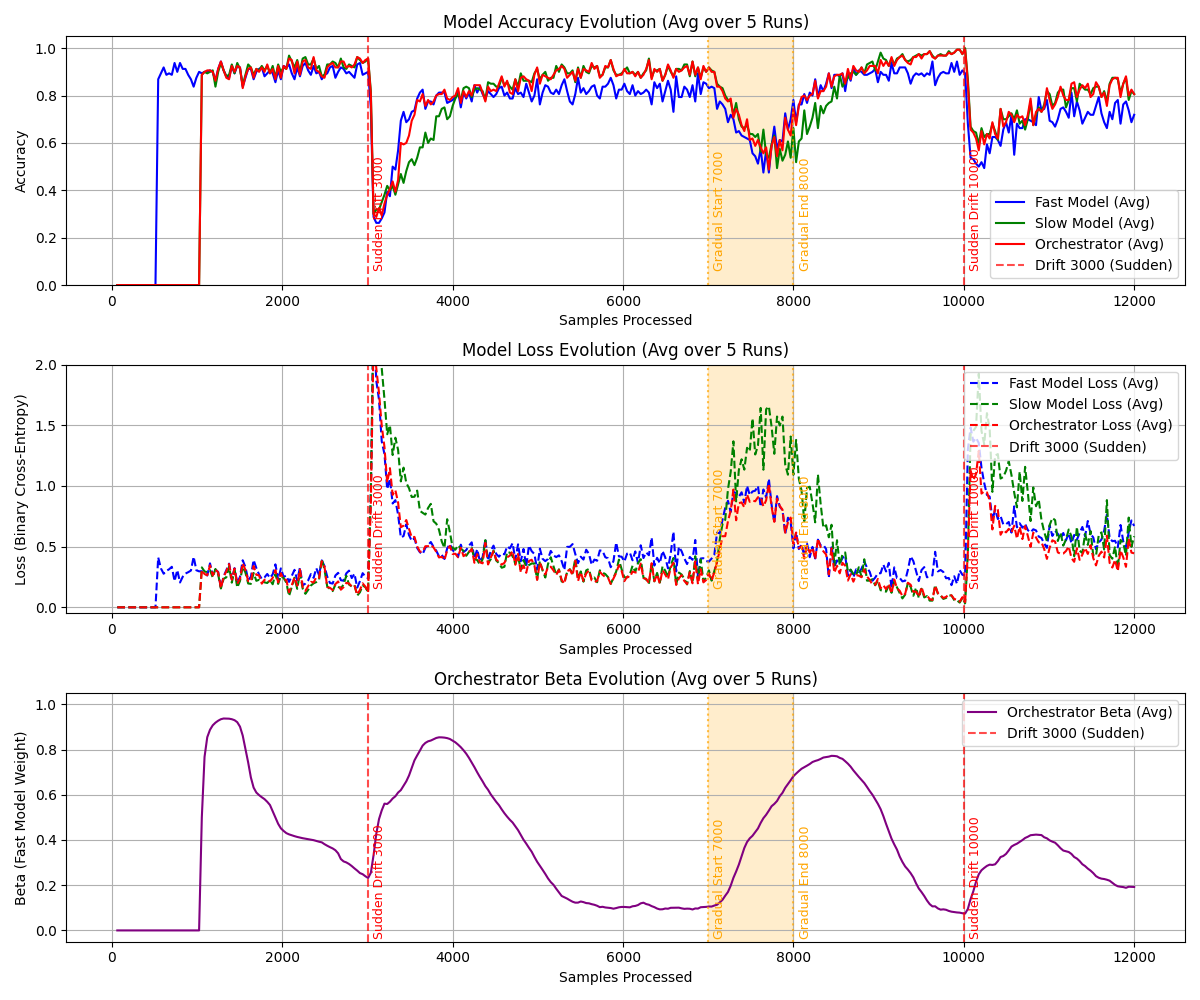 Model Accuracy Evolution (Avg over 5 Runs)
Accuracy
1.0
0.8
0.6
0.4
0.2
0.0
Sudden Drift 3000
Gradual Start 7000
Gradual End 8000
Sudden Drift 10000
Fast Model (Avg)
Slow Model (Avg)
Orchestrator (Avg)
Drift 3000 (Sudden)
0 2000 4000 6000 8000 10000 12000
Samples Processed
Model Loss Evolution (Avg over 5 Runs)
Loss (Binary Cross-Entropy)
2.0
1.5
1.0
0.5
0.0
Sudden Drift 3000
Gradual Start 7000
Gradual End 8000
Sudden Drift 10000
Fast Model Loss (Avg)
Slow Model Loss (Avg)
Orchestrator Loss (Avg)
Drift 3000 (Sudden)
0 2000 4000 6000 8000 10000 12000
Samples Processed
Orchestrator Beta Evolution (Avg over 5 Runs)
Beta (Fast Model Weight)
1.0
0.8
0.6
0.4
0.2
0.0
Sudden Drift 3000
Gradual Start 7000
Gradual End 8000
Sudden Drift 10000
Orchestrator Beta (Avg)
Drift 3000 (Sudden)
0 2000 4000 6000 8000 10000 12000
Samples Processed